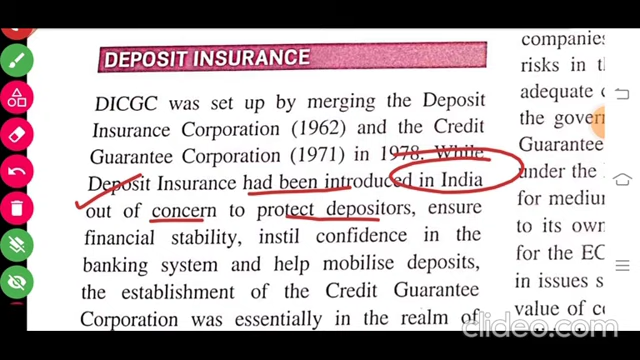 DEPOSIT INSURANCE
DICGC was set up by merging the Deposit
Insurance Corporation (1962) and the Credit
Guarantee Corporation (1971) in 1978. While
Deposit Insurance had been introduced in India
out of concern to protect depositors, ensure
financial stability, instil confidence in the
banking system and help mobilise deposits,
the establishment of the Credit Guarantee
Corporation was essentially in the realm of
companies
risks in
adequate
the gover
Guarantee
under the
for medium
to its own
for the EC
in issues s
value of
clideo.com